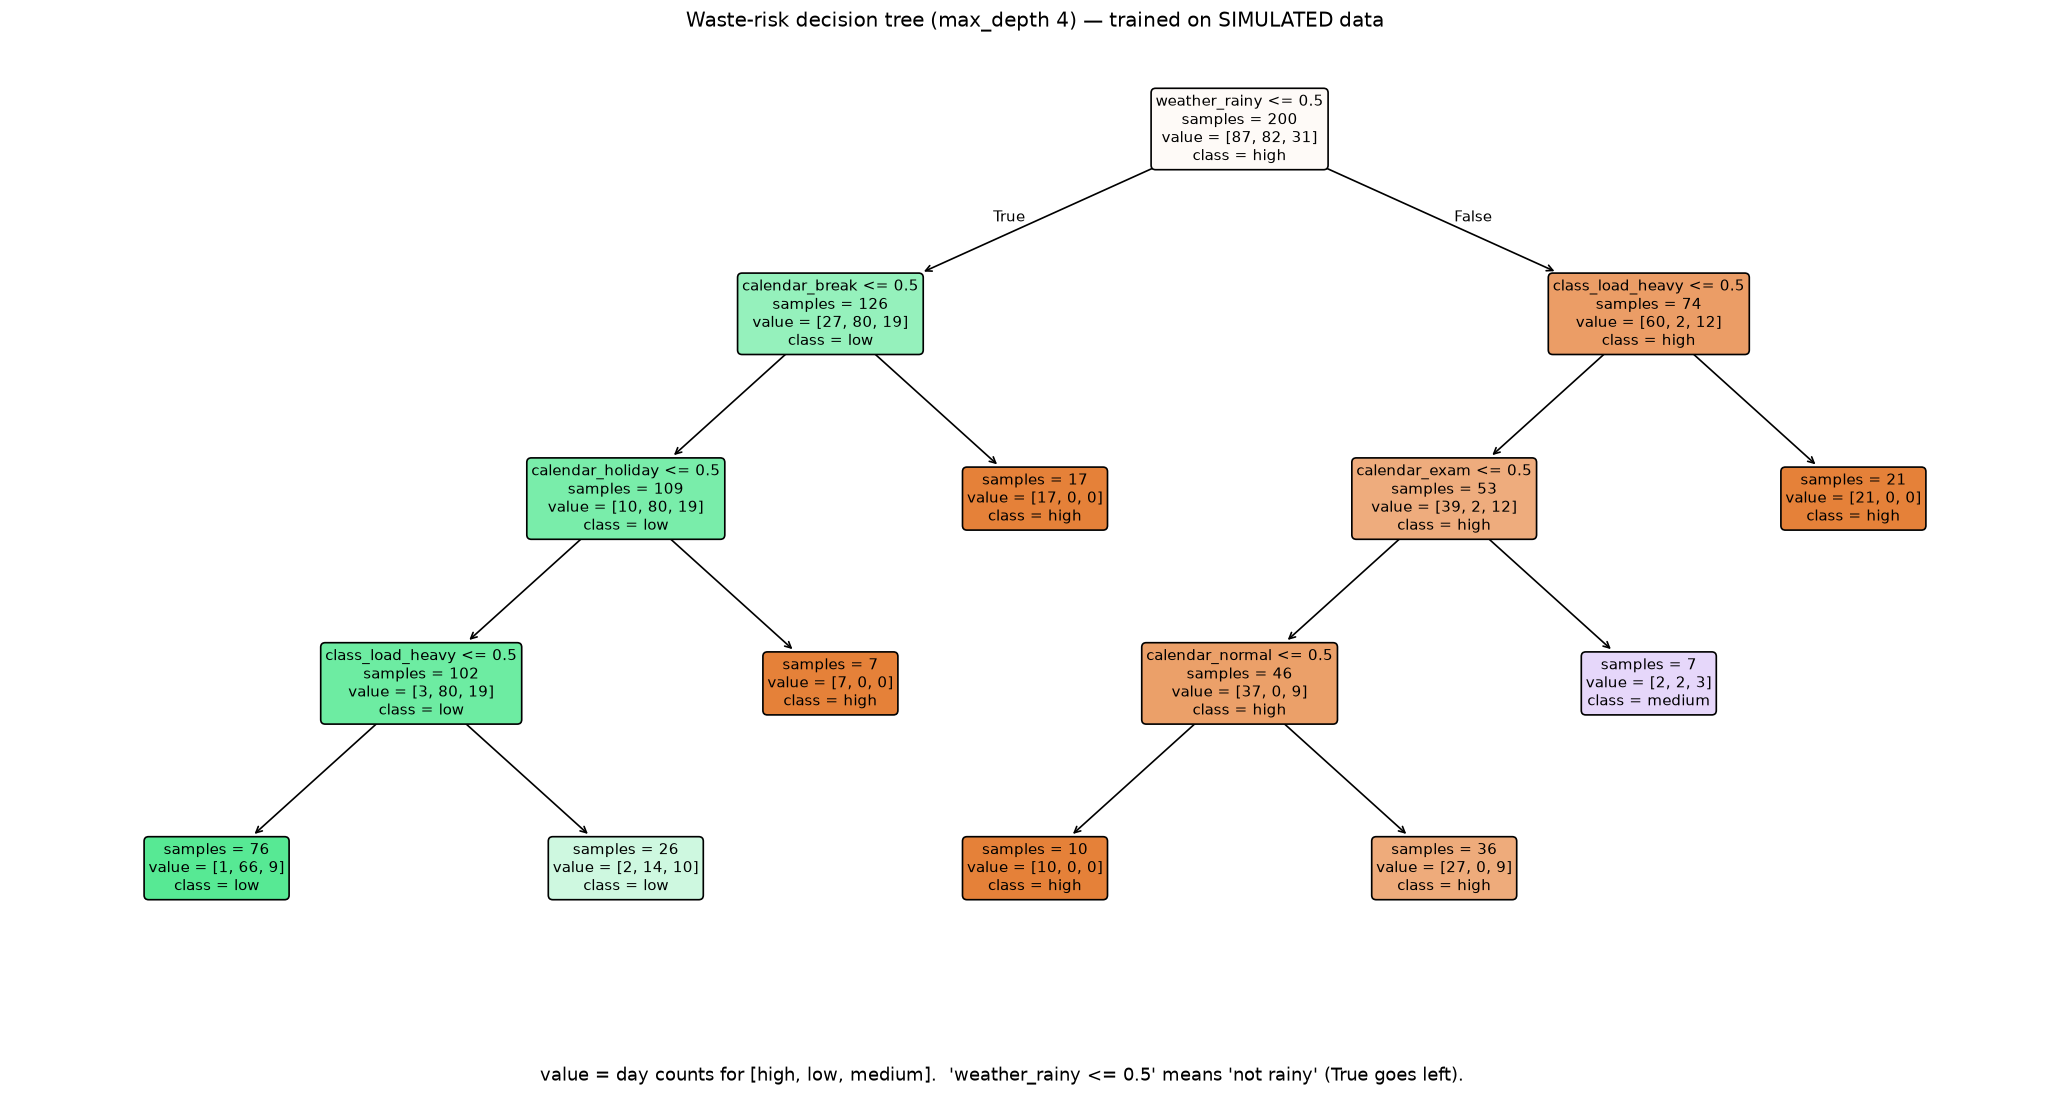 Waste-risk decision tree (max_depth 4) — trained on SIMULATED data
weather_rainy <= 0.5
samples = 200
value = [87, 82, 31]
class = high
True
False
calendar_break <= 0.5
samples = 126
value = [27, 80, 19]
class = low
class_load_heavy <= 0.5
samples = 74
value = [60, 2, 12]
class = high
calendar_holiday <= 0.5
samples = 109
value = [10, 80, 19]
class = low
samples = 17
value = [17, 0, 0]
class = high
calendar_exam <= 0.5
samples = 53
value = [39, 2, 12]
class = high
samples = 21
value = [21, 0, 0]
class = high
class_load_heavy <= 0.5
samples = 102
value = [3, 80, 19]
class = low
samples = 7
value = [7, 0, 0]
class = high
calendar_normal <= 0.5
samples = 46
value = [37, 0, 9]
class = high
samples = 7
value = [2, 2, 3]
class = medium
samples = 76
value = [1, 66, 9]
class = low
samples = 26
value = [2, 14, 10]
class = low
samples = 10
value = [10, 0, 0]
class = high
samples = 36
value = [27, 0, 9]
class = high
value = day counts for [high, low, medium].  'weather_rainy <= 0.5' means 'not rainy' (True goes left).